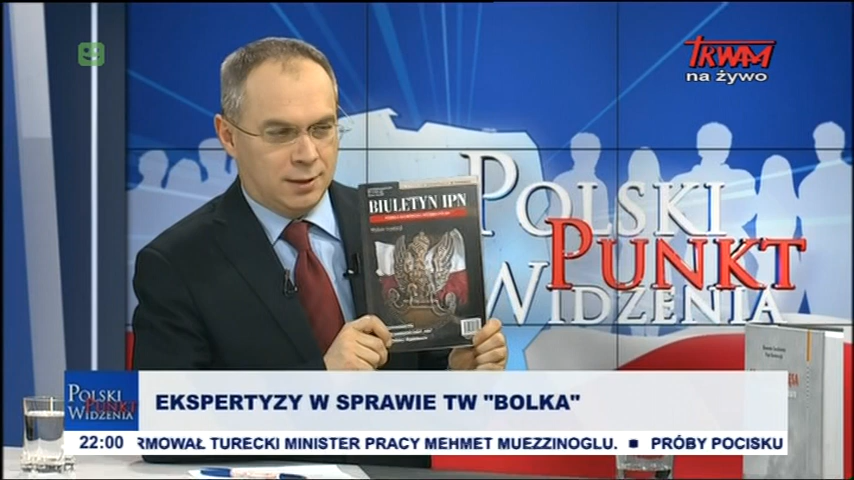 TRWAM
na żywo
BIULETYN IPN
POLSKI
PUNKT
WIDZENIA
POLSKI
PUNKT
WIDZENIA
EKSPERTYZY W SPRAWIE TW "BOLKA"
22:00 RMOWAŁ TURECKI MINISTER PRACY MEHMET MUEZZINOGLU. ■ PRÓBY POCISKU